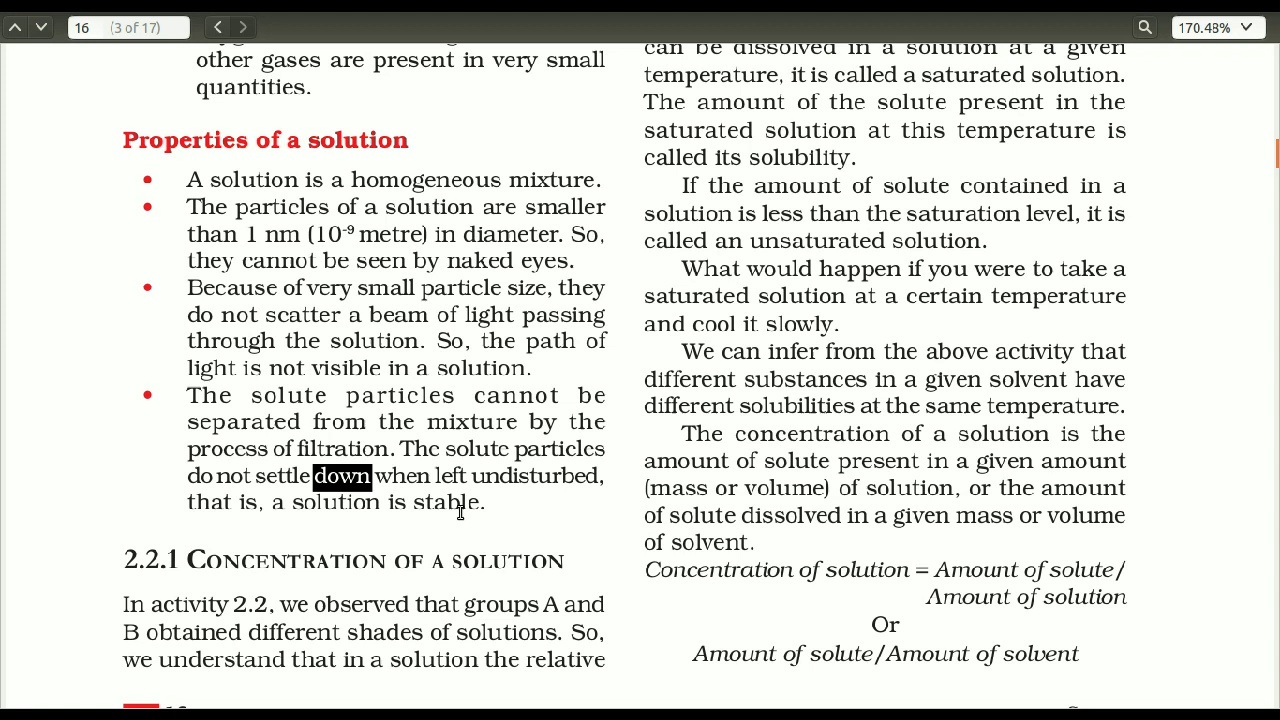 16 (3 of 17)
170.48%
other gases are present in very small
quantities.
Properties of a solution
• A solution is a homogeneous mixture.
• The particles of a solution are smaller
than 1 nm (10⁻⁹ metre) in diameter. So,
they cannot be seen by naked eyes.
• Because of very small particle size, they
do not scatter a beam of light passing
through the solution. So, the path of
light is not visible in a solution.
• The solute particles cannot be
separated from the mixture by the
process of filtration. The solute particles
do not settle down when left undisturbed,
that is, a solution is stable.
2.2.1 CONCENTRATION OF A SOLUTION
In activity 2.2, we observed that groups A and
B obtained different shades of solutions. So,
we understand that in a solution the relative
can be dissolved in a solution at a given
temperature, it is called a saturated solution.
The amount of the solute present in the
saturated solution at this temperature is
called its solubility.
If the amount of solute contained in a
solution is less than the saturation level, it is
called an unsaturated solution.
What would happen if you were to take a
saturated solution at a certain temperature
and cool it slowly.
We can infer from the above activity that
different substances in a given solvent have
different solubilities at the same temperature.
The concentration of a solution is the
amount of solute present in a given amount
(mass or volume) of solution, or the amount
of solute dissolved in a given mass or volume
of solvent.
Concentration of solution = Amount of solute/
Amount of solution
Or
Amount of solute/Amount of solvent